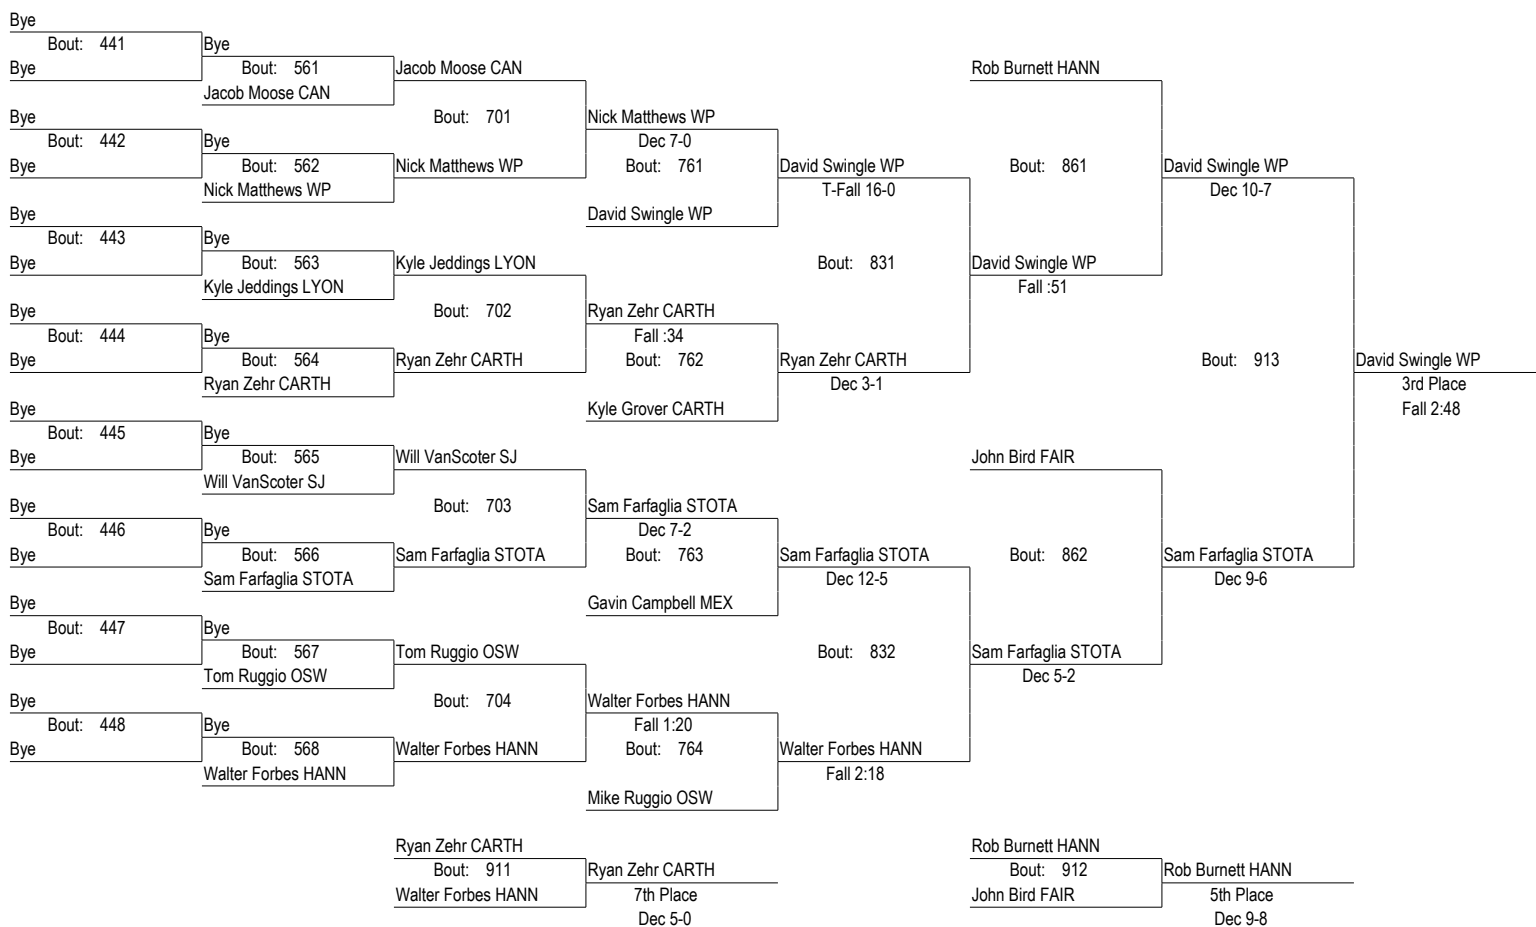 Bye
Bout: 441 Bye
Bye Bout: 561 Jacob Moose CAN Rob Burnett HANN
Jacob Moose CAN
Bye Bout: 701 Nick Matthews WP
Bout: 442 Bye Dec 7-0
Bye Bout: 562 Nick Matthews WP Bout: 761 David Swingle WP Bout: 861 David Swingle WP
Nick Matthews WP T-Fall 16-0 Dec 10-7
Bye David Swingle WP
Bout: 443 Bye
Bye Bout: 563 Kyle Jeddings LYON Bout: 831 David Swingle WP
Kyle Jeddings LYON Fall :51
Bye Bout: 702 Ryan Zehr CARTH
Bout: 444 Bye Fall :34
Bye Bout: 564 Ryan Zehr CARTH Bout: 762 Ryan Zehr CARTH Bout: 913 David Swingle WP
Ryan Zehr CARTH Dec 3-1 3rd Place
Bye Kyle Grover CARTH Fall 2:48
Bout: 445 Bye
Bye Bout: 565 Will VanScoter SJ John Bird FAIR
Will VanScoter SJ
Bye Bout: 703 Sam Farfaglia STOTA
Bout: 446 Bye Dec 7-2
Bye Bout: 566 Sam Farfaglia STOTA Bout: 763 Sam Farfaglia STOTA Bout: 862 Sam Farfaglia STOTA
Sam Farfaglia STOTA Dec 12-5 Dec 9-6
Bye Gavin Campbell MEX
Bout: 447 Bye
Bye Bout: 567 Tom Ruggio OSW Bout: 832 Sam Farfaglia STOTA
Tom Ruggio OSW Dec 5-2
Bye Bout: 704 Walter Forbes HANN
Bout: 448 Bye Fall 1:20
Bye Bout: 568 Walter Forbes HANN Bout: 764 Walter Forbes HANN
Walter Forbes HANN Fall 2:18
Mike Ruggio OSW
Ryan Zehr CARTH Rob Burnett HANN
Bout: 911 Ryan Zehr CARTH Bout: 912 Rob Burnett HANN
Walter Forbes HANN 7th Place John Bird FAIR 5th Place
Dec 5-0 Dec 9-8